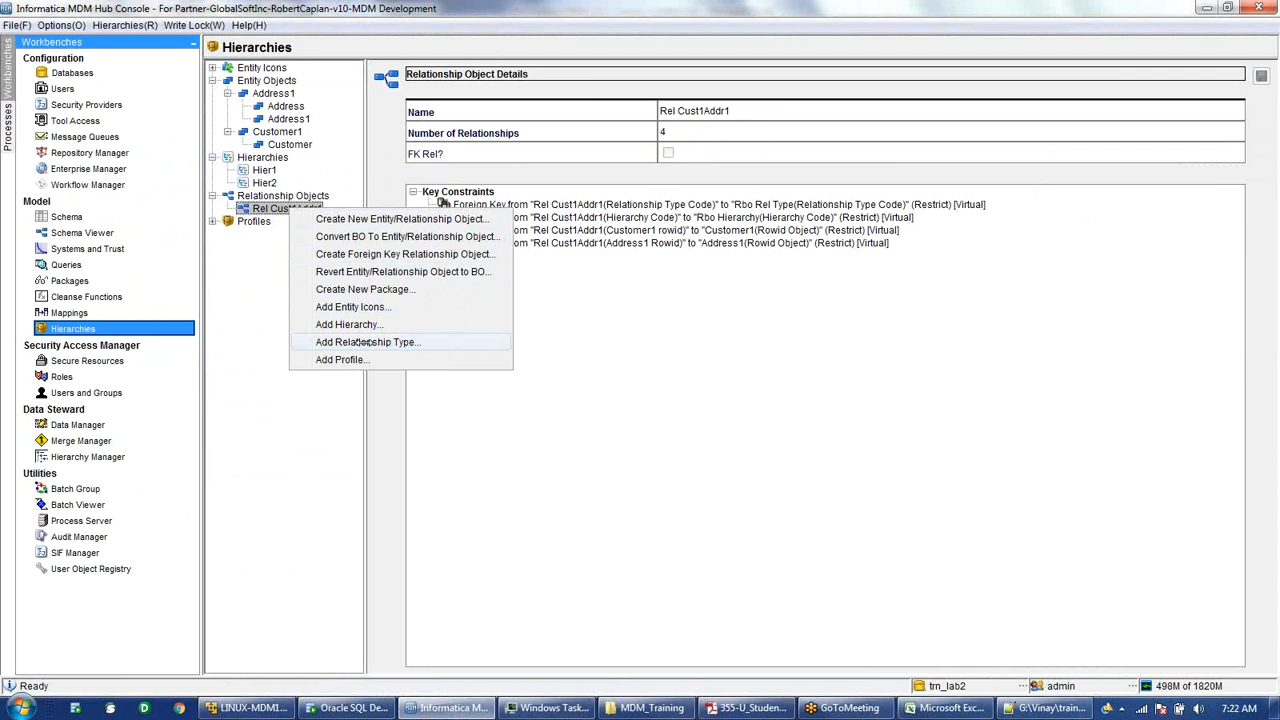 Informatica MDM Hub Console - For Partner-GlobalSoftInc-RobertCaplan-v10-MDM Development
File(F) Options(O) Hierarchies(R) Write Lock(W) Help(H)
Workbenches
Processes
Workbenches
Configuration
Databases
Users
Security Providers
Tool Access
Message Queues
Repository Manager
Enterprise Manager
Workflow Manager
Model
Schema
Schema Viewer
Systems and Trust
Queries
Packages
Cleanse Functions
Mappings
Hierarchies
Security Access Manager
Secure Resources
Roles
Users and Groups
Data Steward
Data Manager
Merge Manager
Hierarchy Manager
Utilities
Batch Group
Batch Viewer
Process Server
Audit Manager
SIF Manager
User Object Registry
Hierarchies
Entity Icons
Entity Objects
Address1
Address
Address1
Customer1
Customer
Hierarchies
Hier1
Hier2
Relationship Objects
Rel Cust1Addr1
Profiles
Create New Entity/Relationship Object...
Convert BO To Entity/Relationship Object...
Create Foreign Key Relationship Object...
Revert Entity/Relationship Object to BO...
Create New Package...
Add Entity Icons...
Add Hierarchy...
Add Relationship Type...
Add Profile...
Relationship Object Details
Name Rel Cust1Addr1
Number of Relationships 4
FK Rel?
Key Constraints
Foreign Key from "Rel Cust1Addr1(Relationship Type Code)" to "Rbo Rel Type(Relationship Type Code)" (Restrict) [Virtual]
from "Rel Cust1Addr1(Hierarchy Code)" to "Rbo Hierarchy(Hierarchy Code)" (Restrict) [Virtual]
from "Rel Cust1Addr1(Customer1 rowid)" to "Customer1(Rowid Object)" (Restrict) [Virtual]
from "Rel Cust1Addr1(Address1 Rowid)" to "Address1(Rowid Object)" (Restrict) [Virtual]
Ready trn_lab2 admin 498M of 1820M
LINUX-MDM1... Oracle SQL De... Informatica M... Windows Task... MDM_Training 355-U_Studen... GoToMeeting Microsoft Exc... G:\Vinay\train... 7:22 AM